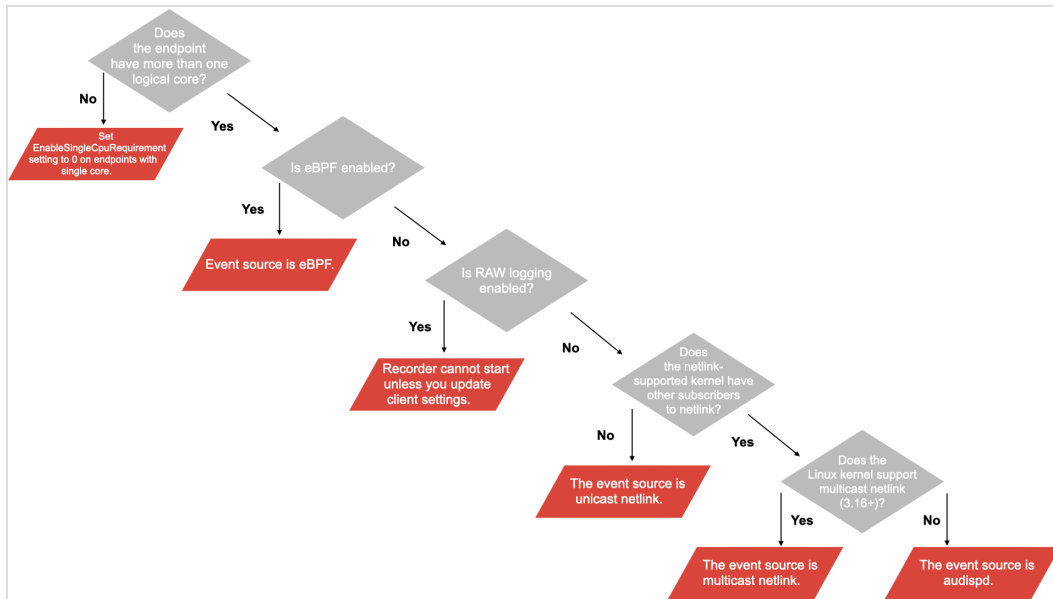 Does
the endpoint
have more than one
logical core?
No
Yes
Set
EnableSingleCpuRequirement
setting to 0 on endpoints with
single core.
Is eBPF enabled?
Yes
No
Event source is eBPF.
Is RAW logging
enabled?
Yes
No
Recorder cannot start
unless you update
client settings.
Does
the netlink-
supported kernel have
other subscribers
to netlink?
No
Yes
The event source is
unicast netlink.
Does the
Linux kernel support
multicast netlink
(3.16+)?
Yes
No
The event source is
multicast netlink.
The event source is
audispd.